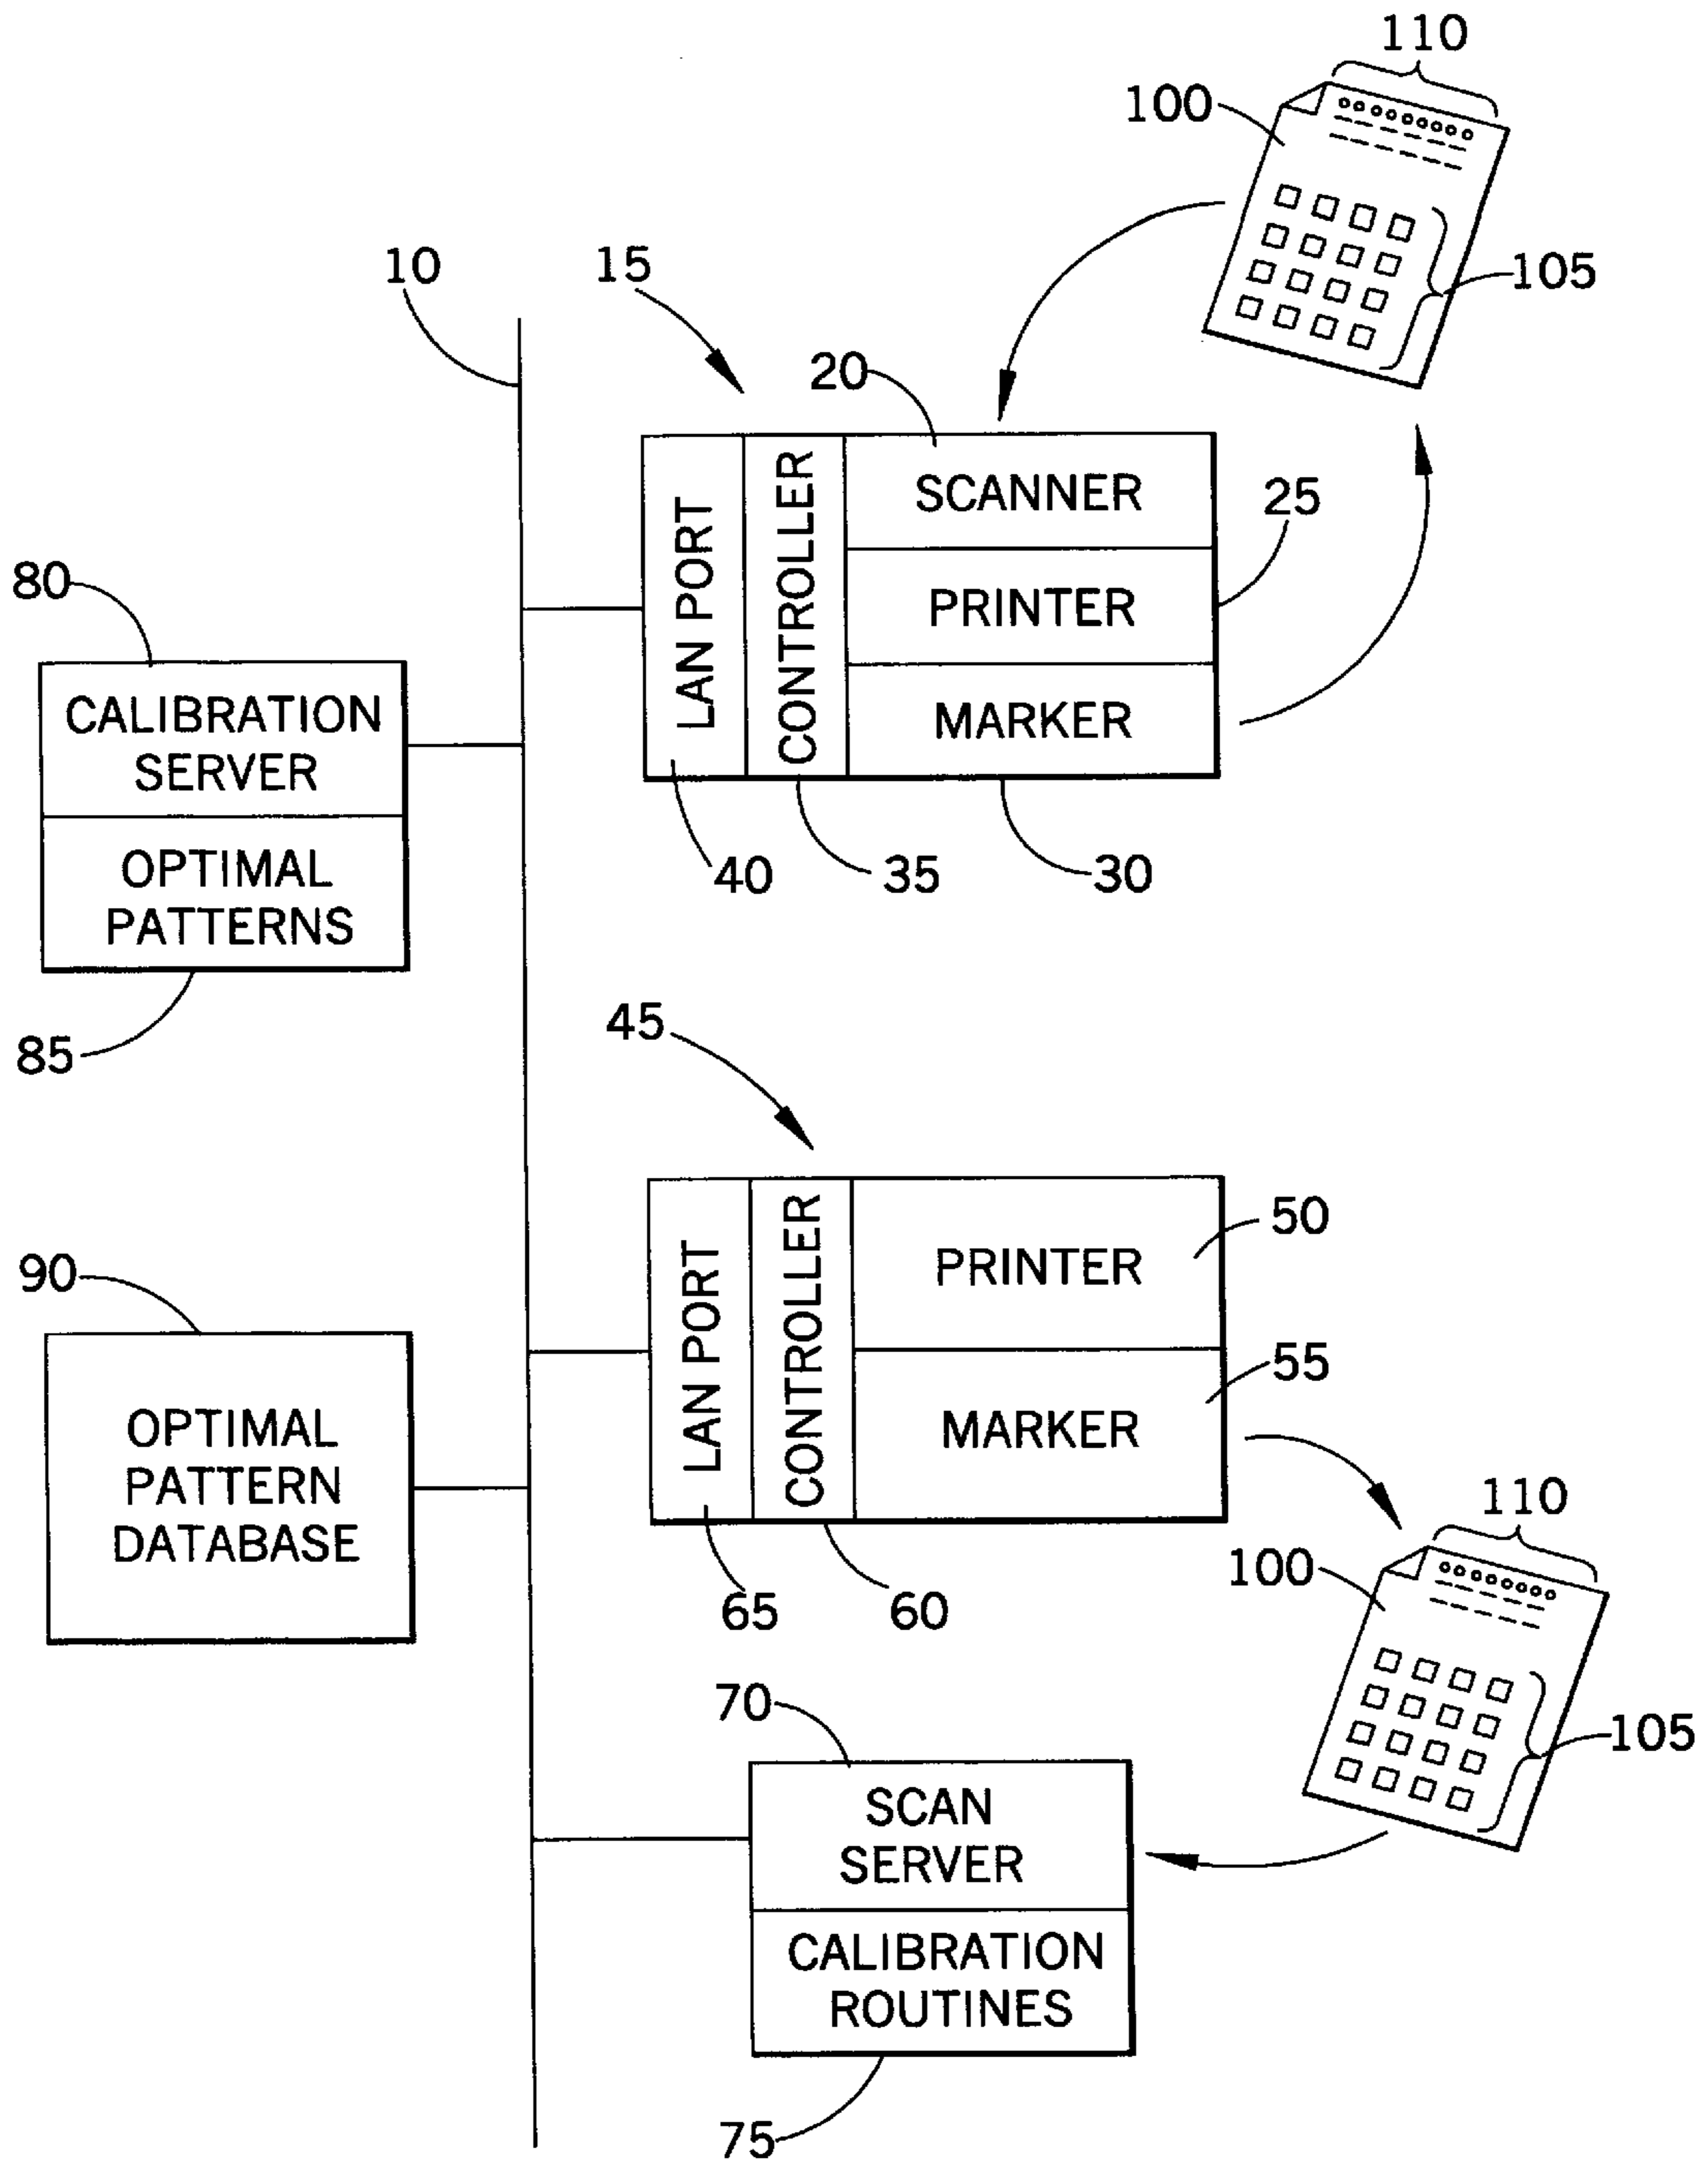 110
100
105
10
15
20
SCANNER
25
PRINTER
MARKER
LAN PORT
CONTROLLER
40
35
30
80
CALIBRATION
SERVER
OPTIMAL
PATTERNS
85
45
50
PRINTER
55
MARKER
LAN PORT
CONTROLLER
65
60
90
OPTIMAL
PATTERN
DATABASE
110
100
105
70
SCAN
SERVER
CALIBRATION
ROUTINES
75